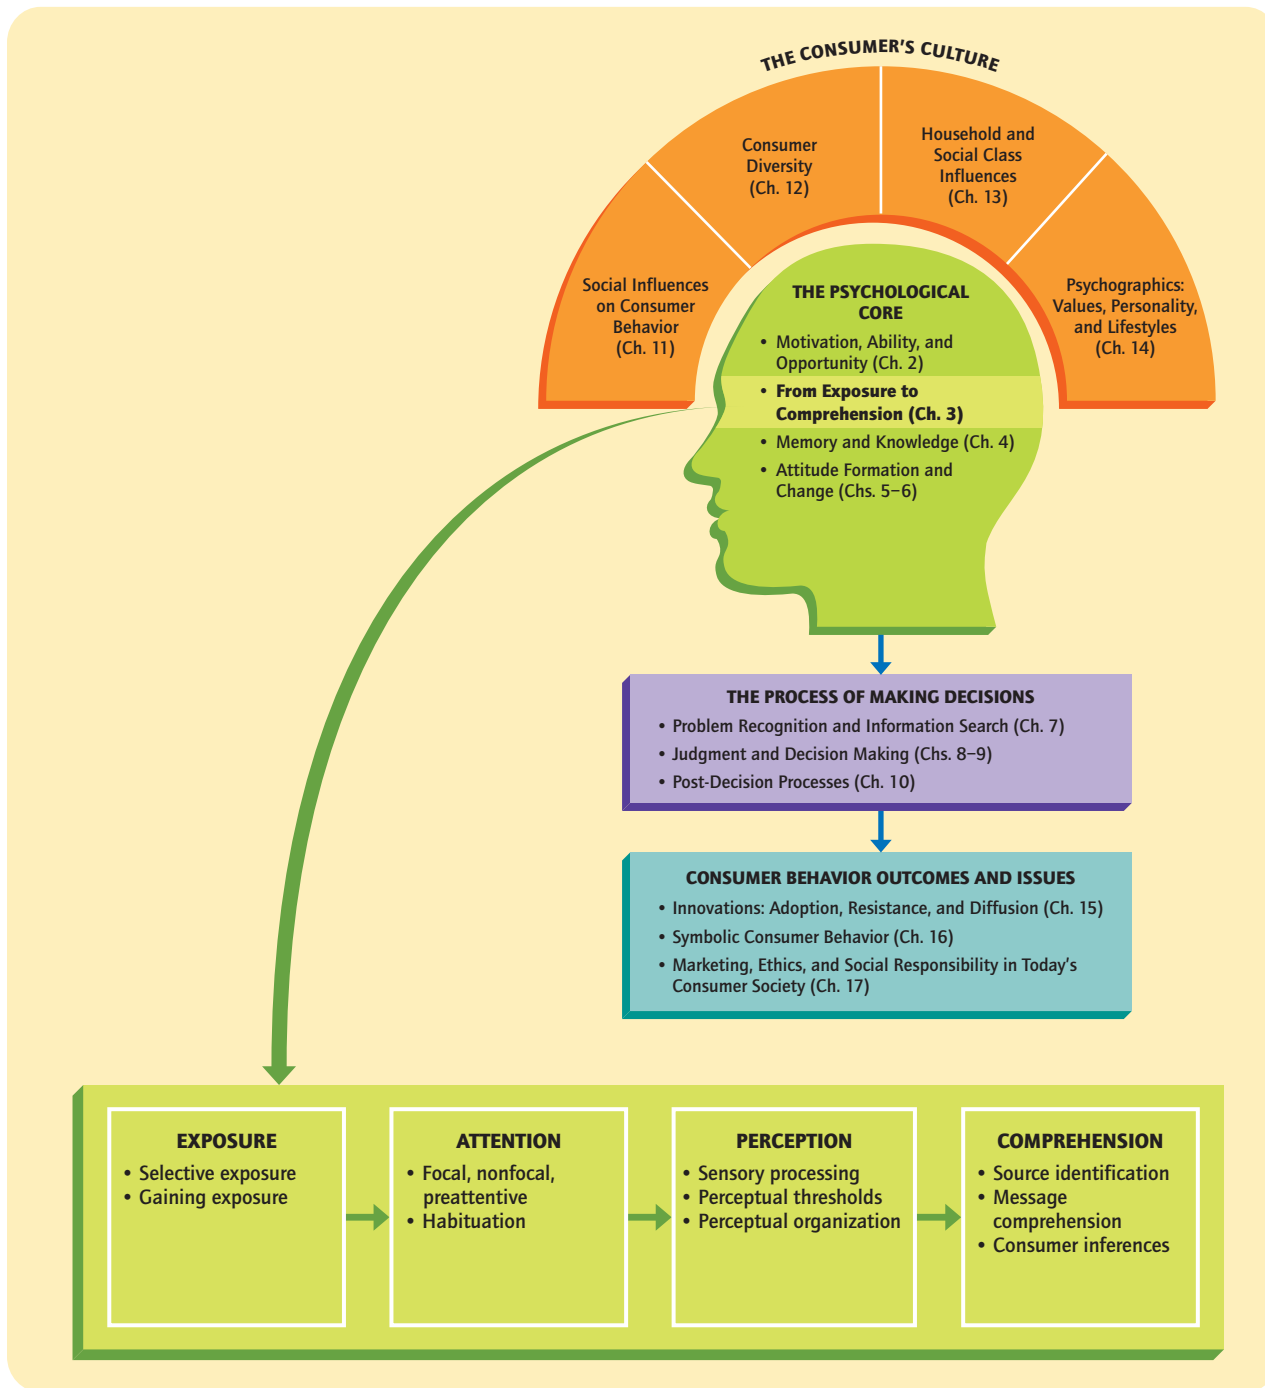 THE CONSUMER'S CULTURE
Social Influences
on Consumer
Behavior
(Ch. 11)
Consumer
Diversity
(Ch. 12)
Household and
Social Class
Influences
(Ch. 13)
Psychographics:
Values, Personality,
and Lifestyles
(Ch. 14)
THE PSYCHOLOGICAL
CORE
• Motivation, Ability, and
Opportunity (Ch. 2)
• From Exposure to
Comprehension (Ch. 3)
• Memory and Knowledge (Ch. 4)
• Attitude Formation and
Change (Chs. 5–6)
THE PROCESS OF MAKING DECISIONS
• Problem Recognition and Information Search (Ch. 7)
• Judgment and Decision Making (Chs. 8–9)
• Post-Decision Processes (Ch. 10)
CONSUMER BEHAVIOR OUTCOMES AND ISSUES
• Innovations: Adoption, Resistance, and Diffusion (Ch. 15)
• Symbolic Consumer Behavior (Ch. 16)
• Marketing, Ethics, and Social Responsibility in Today's
Consumer Society (Ch. 17)
EXPOSURE
• Selective exposure
• Gaining exposure
ATTENTION
• Focal, nonfocal,
preattentive
• Habituation
PERCEPTION
• Sensory processing
• Perceptual thresholds
• Perceptual organization
COMPREHENSION
• Source identification
• Message
comprehension
• Consumer inferences